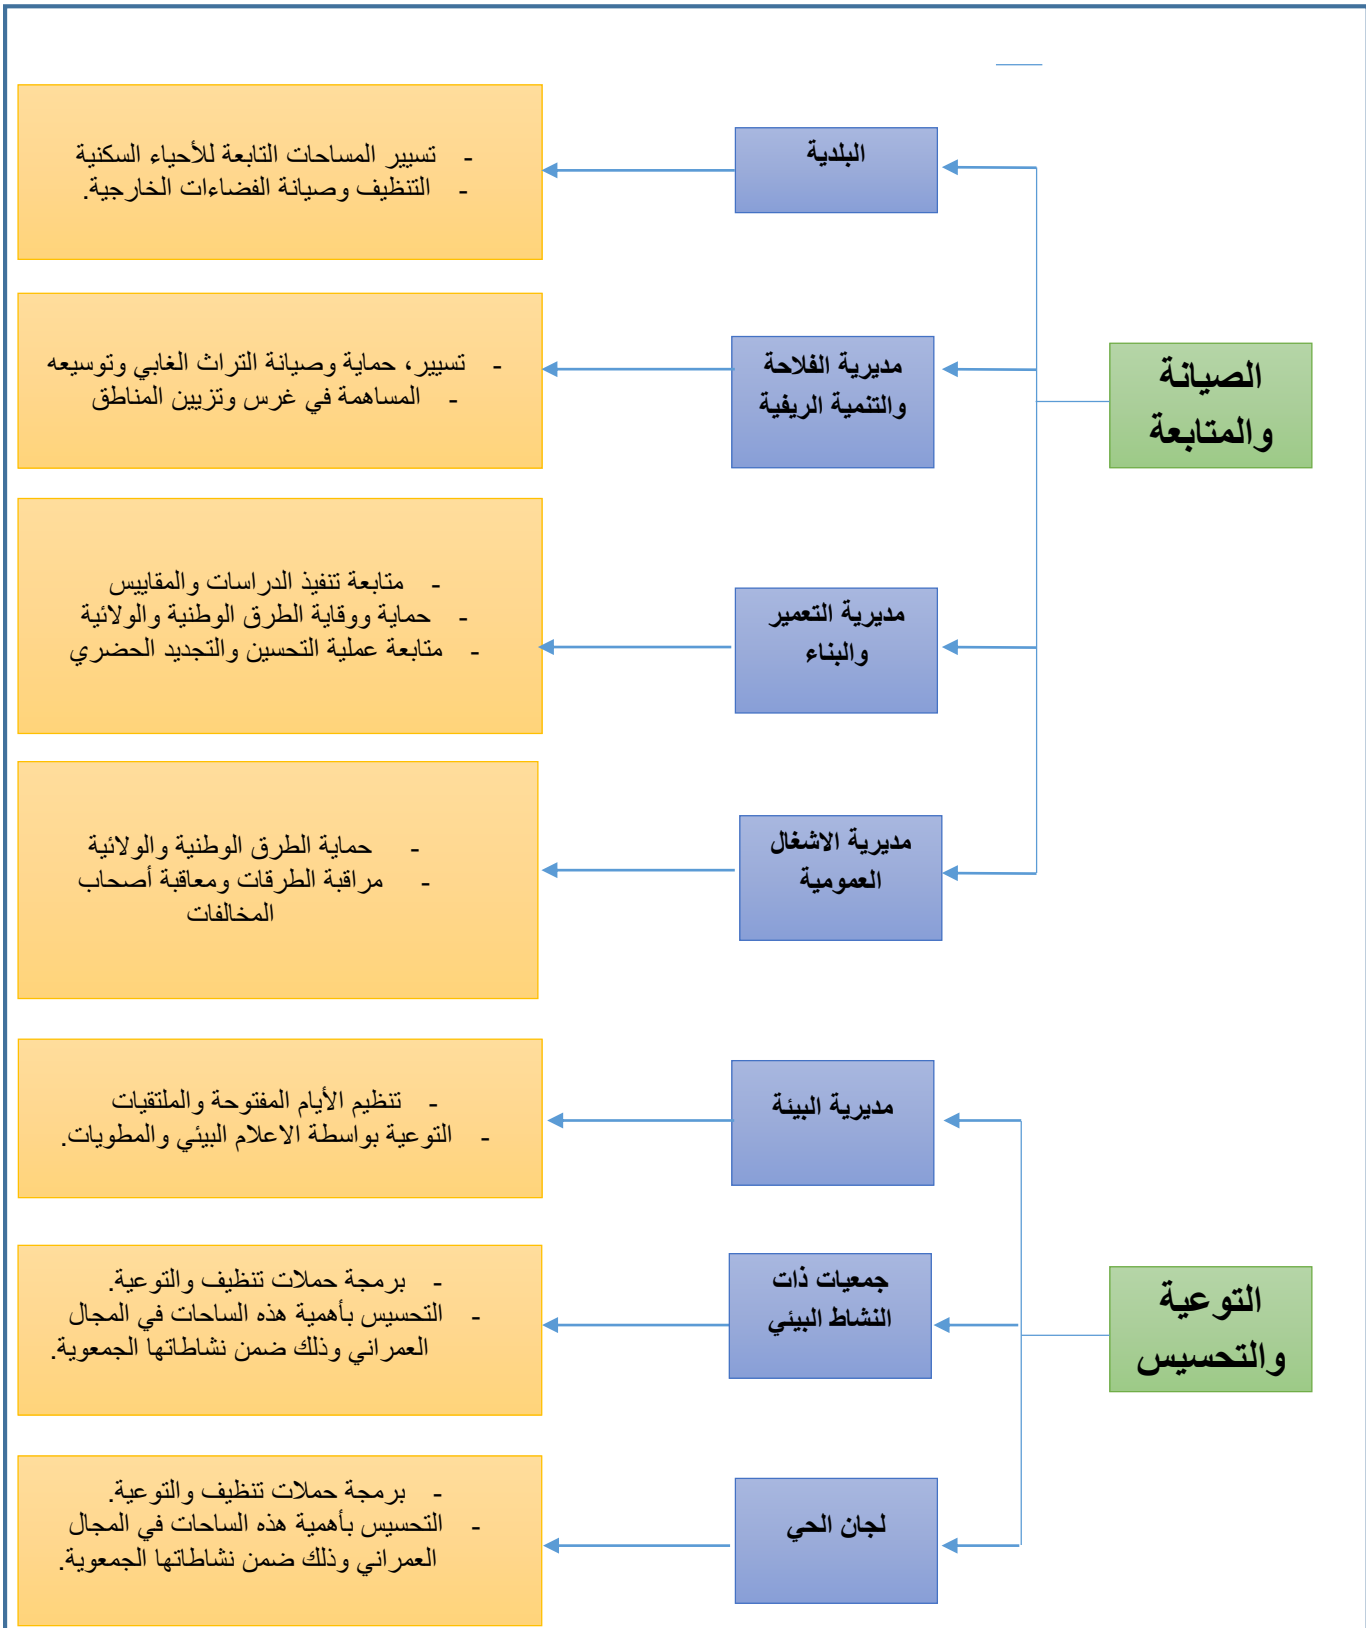 الصيانة
والمتابعة
البلدية
- تسيير المساحات التابعة للأحياء السكنية
- التنظيف وصيانة الفضاءات الخارجية.
مديرية الفلاحة
والتنمية الريفية
- تسيير، حماية وصيانة التراث الغابي وتوسيعه
- المساهمة في غرس وتزيين المناطق
مديرية التعمير
والبناء
- متابعة تنفيذ الدراسات والمقاييس
- حماية ووقاية الطرق الوطنية والولائية
- متابعة عملية التحسين والتجديد الحضري
مديرية الاشغال
العمومية
- حماية الطرق الوطنية والولائية
- مراقبة الطرقات ومعاقبة أصحاب
المخالفات
التوعية
والتحسيس
مديرية البيئة
- تنظيم الأيام المفتوحة والملتقيات
- التوعية بواسطة الاعلام البيئي والمطويات.
جمعيات ذات
النشاط البيئي
- برمجة حملات تنظيف والتوعية.
- التحسيس بأهمية هذه الساحات في المجال
العمراني وذلك ضمن نشاطاتها الجمعوية.
لجان الحي
- برمجة حملات تنظيف والتوعية.
- التحسيس بأهمية هذه الساحات في المجال
العمراني وذلك ضمن نشاطاتها الجمعوية.